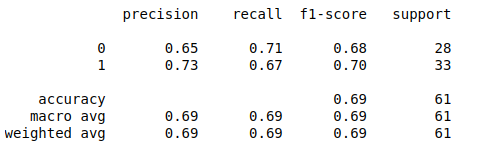 precision recall f1-score support
0 0.65 0.71 0.68 28
1 0.73 0.67 0.70 33
accuracy 0.69 61
macro avg 0.69 0.69 0.69 61
weighted avg 0.69 0.69 0.69 61